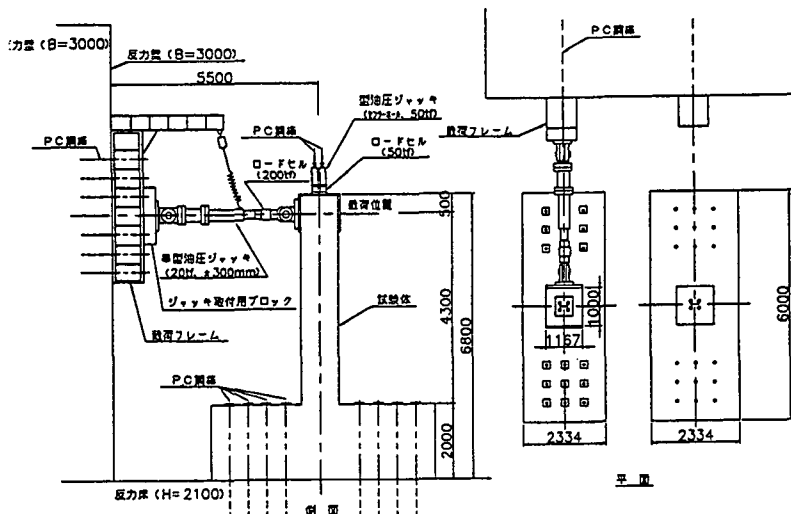 反力壁 (B=3000)
反力壁 (B=3000)
5500
PC鋼棒
型油圧ジャッキ
50tf)
PC鋼棒
ロードセル
(50tf)
載荷フレーム
PC鋼棒
ロードセル
(200tf)
載荷位置
500
型油圧ジャッキ
(20tf, ±300mm)
ジャッキ取付用ブロック
載荷フレーム
試験体
4300
6800
1000
1167
6000
PC鋼棒
2000
2334
2334
反力床 (H=2100)
側 面
平 面